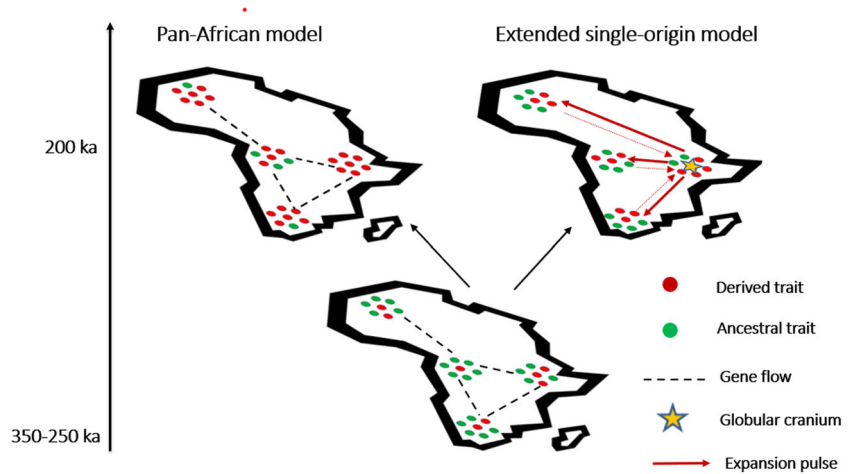 Pan-African model
Extended single-origin model
200 ka
Derived trait
Ancestral trait
Gene flow
Globular cranium
350-250 ka
Expansion pulse